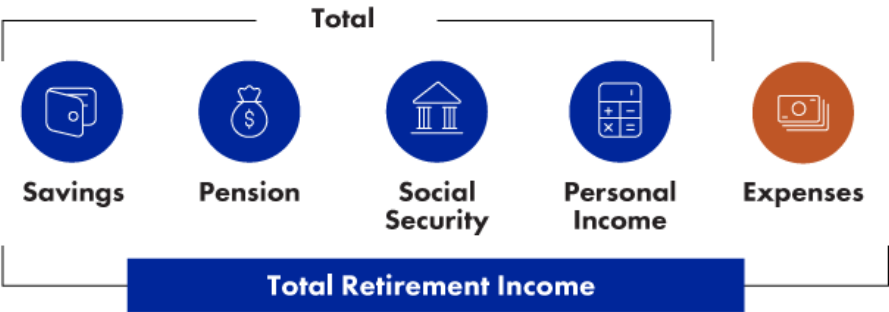 Total
Savings
Pension
Social
Security
Personal
Income
Expenses
Total Retirement Income